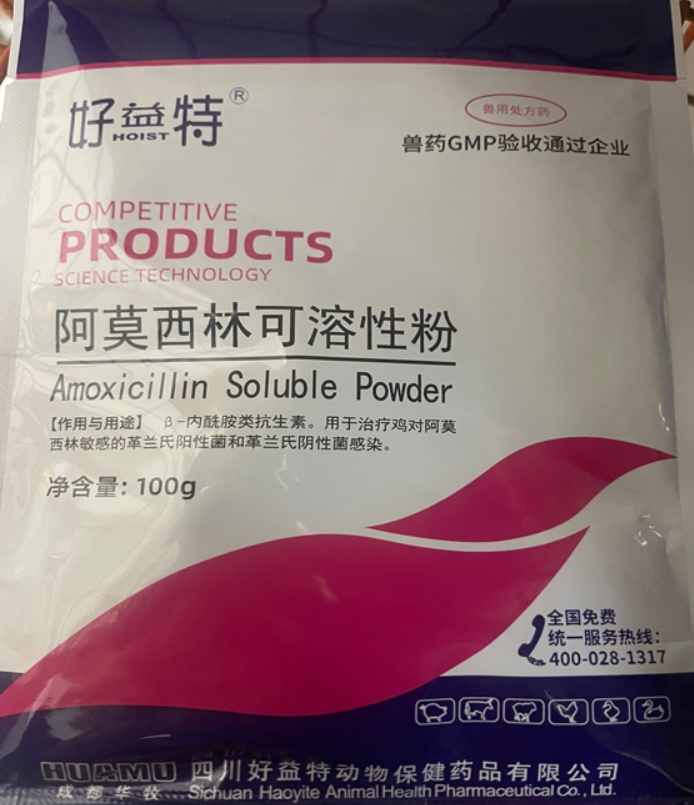 好益特®
HOIST
兽用处方药
兽药GMP验收通过企业
COMPETITIVE
PRODUCTS
SCIENCE TECHNOLOGY
阿莫西林可溶性粉
Amoxicillin Soluble Powder
【作用与用途】 β-内酰胺类抗生素。用于治疗鸡对阿莫
西林敏感的革兰氏阳性菌和革兰氏阴性菌感染。
净含量: 100g
全国免费
统一服务热线:
400-028-1317
HUAMU 四川好益特动物保健药品有限公司
成都华牧 Sichuan Haoyite Animal Health Pharmaceutical Co., Ltd.